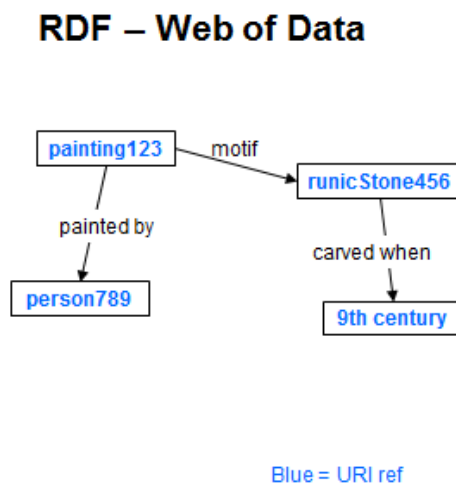 RDF – Web of Data
painting123
motif
runicStone456
painted by
carved when
person789
9th century
Blue = URI ref